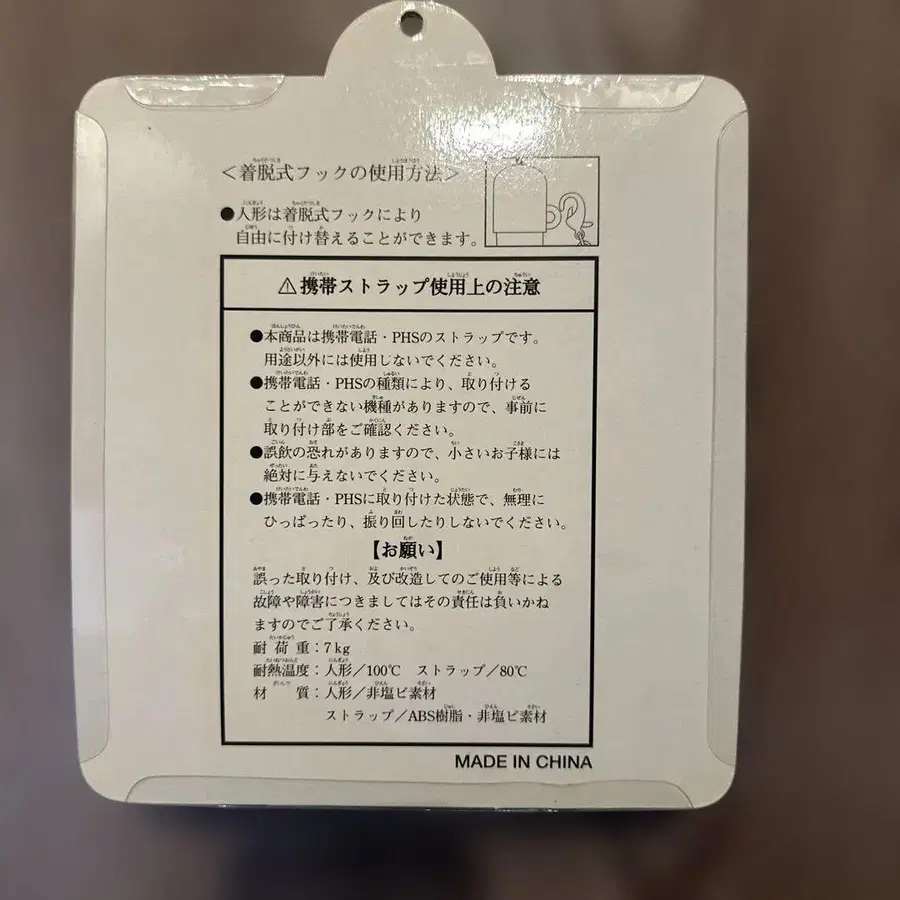 <着脱式フックの使用方法>
●人形は着脱式フックにより
自由に付け替えることができます。
⚠携帯ストラップ使用上の注意
●本商品は携帯電話・PHSのストラップです。
用途以外には使用しないでください。
●携帯電話・PHSの種類により、取り付ける
ことができない機種がありますので、事前に
取り付け部をご確認ください。
●誤飲の恐れがありますので、小さいお子様には
絶対に与えないでください。
●携帯電話・PHSに取り付けた状態で、無理に
ひっぱったり、振り回したりしないでください。
【お願い】
誤った取り付け、及び改造してのご使用等による
故障や障害につきましてはその責任は負いかね
ますのでご了承ください。
耐荷重:7kg
耐熱温度:人形/100℃ ストラップ/80℃
材質:人形/非塩ビ素材
ストラップ/ABS樹脂・非塩ビ素材
MADE IN CHINA